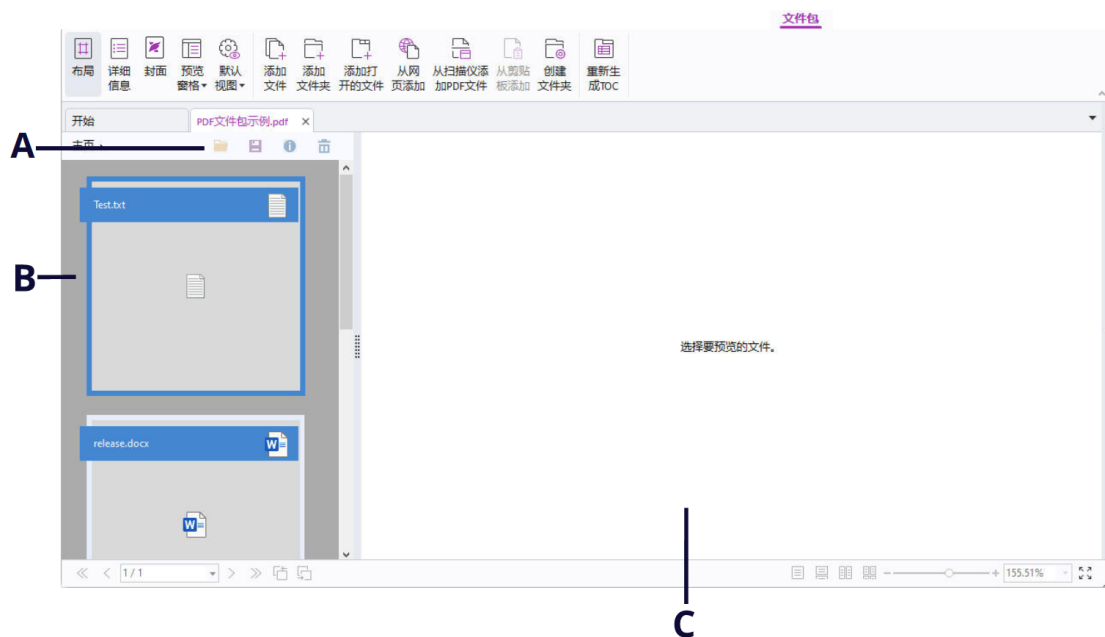 文件包
布局 详细信息 封面 预览窗格 默认视图 添加文件 添加文件夹 添加打开的文件 从网页添加 从扫描仪添加PDF文件 从剪贴板添加 创建文件夹 重新生成TOC
开始 PDF文件包示例.pdf
A
主页
Test.txt
B
选择要预览的文件。
release.docx
1 / 1 155.51%
C